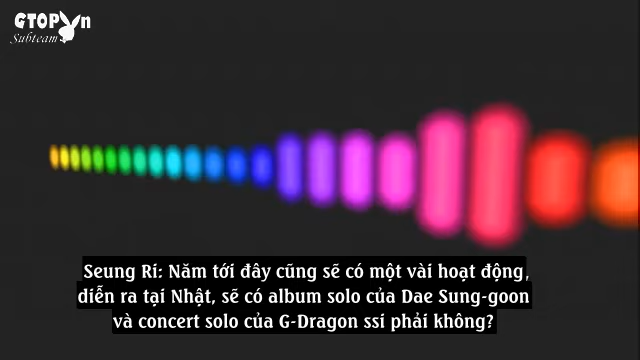 GTOPVn
Subteam
Seung Ri: Năm tới đây cũng sẽ có một vài hoạt động,
diễn ra tại Nhật, sẽ có album solo của Dae Sung-goon
và concert solo của G-Dragon ssi phải không?